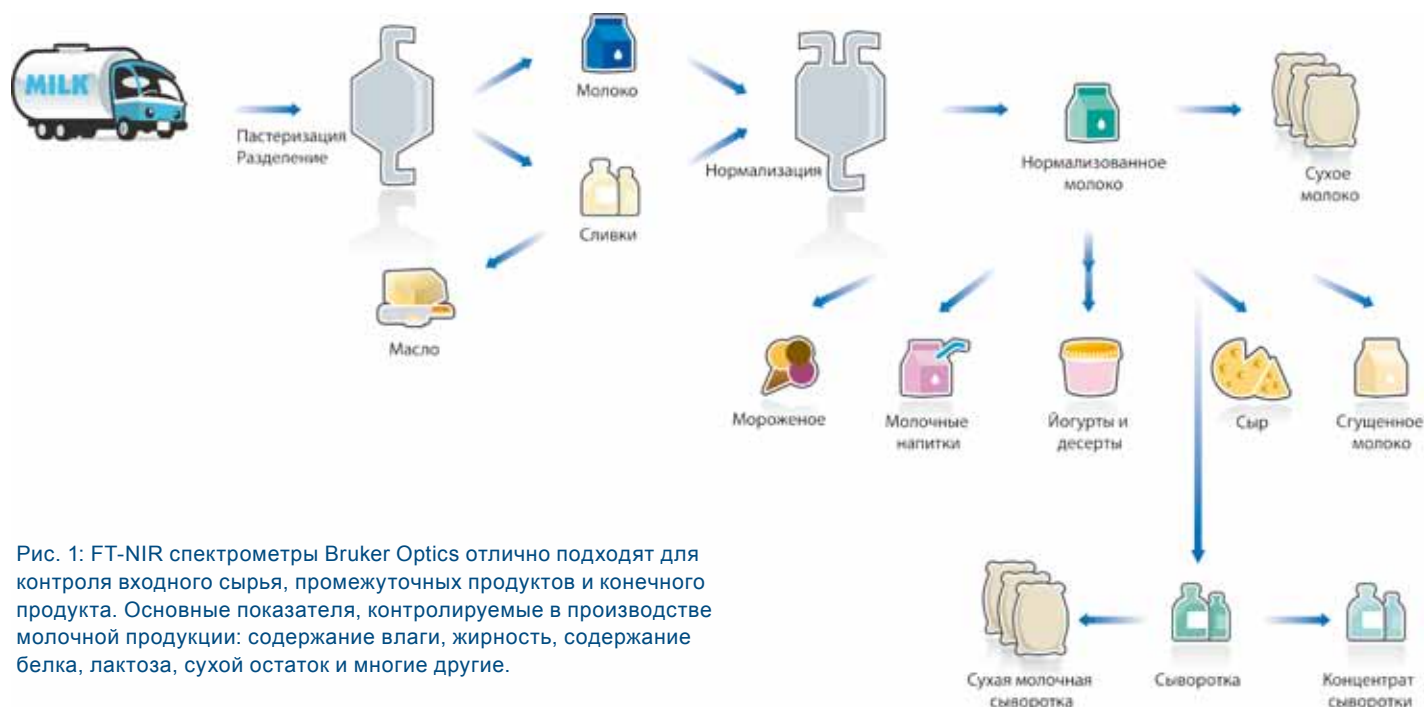 MILK
Пастеризация
Разделение
Молоко
Сливки
Масло
Нормализация
Нормализованное
молоко
Сухое
молоко
Мороженое
Молочные
напитки
Йогурты и
десерты
Сыр
Сгущенное
молоко
Рис. 1: FT-NIR спектрометры Bruker Optics отлично подходят для
контроля входного сырья, промежуточных продуктов и конечного
продукта. Основные показателя, контролируемые в производстве
молочной продукции: содержание влаги, жирность, содержание
белка, лактоза, сухой остаток и многие другие.
Сухая молочная
сыворотка
Сыворотка
Концентрат
сыворотки